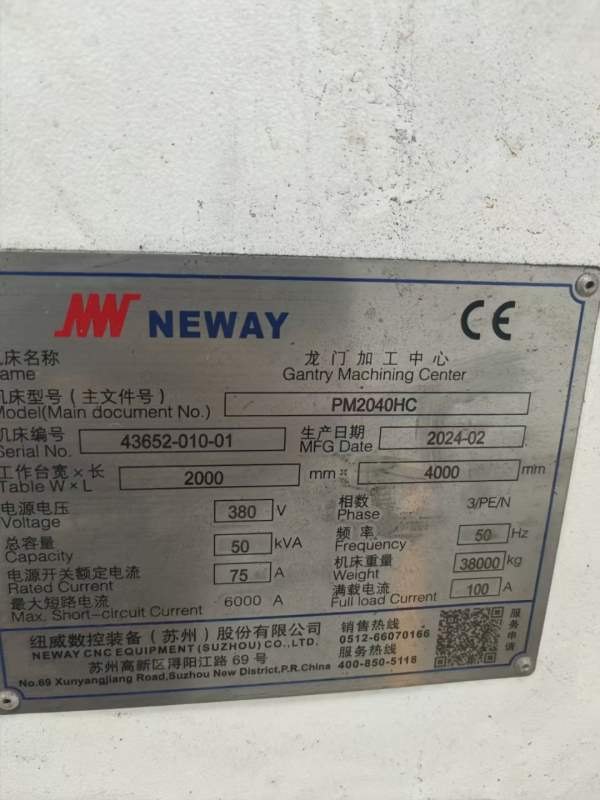 NEWAY
CE
机床名称 龙门加工中心
Name Gantry Machining Center
机床型号(主文件号) PM2040HC
Model(Main document No.)
机床编号 43652-010-01 生产日期 2024-02
Serial No. MFG Date
工作台宽×长 2000 mm × 4000 mm
Table W×L
电源电压 380 V 相数 3/PE/N
Voltage Phase
总容量 50 kVA 频率 50 Hz
Capacity Frequency
电源开关额定电流 75 A 机床重量 38000 kg
Rated Current Weight
最大短路电流 6000 A 满载电流 100 A
Max. Short-circuit Current Full load Current
纽威数控装备(苏州)股份有限公司 销售热线
NEWAY CNC EQUIPMENT(SUZHOU)CO.,LTD. 0512-66070166
苏州高新区浔阳江路 69 号 服务热线
No.69 Xunyangjiang Road,Suzhou New District,P.R.China 400-850-5118
服务申请